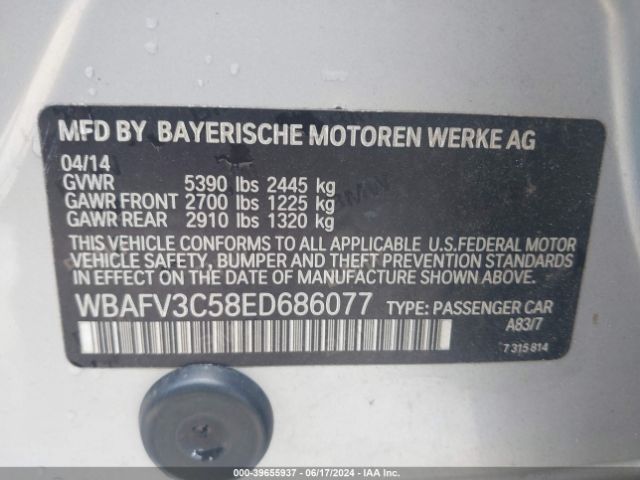 MFD BY BAYERISCHE MOTOREN WERKE AG
04/14
GVWR 5390 lbs 2445 kg
GAWR FRONT 2700 lbs 1225 kg
GAWR REAR 2910 lbs 1320 kg
THIS VEHICLE CONFORMS TO ALL APPLICABLE U.S.FEDERAL MOTOR
VEHICLE SAFETY, BUMPER AND THEFT PREVENTION STANDARDS
IN EFFECT ON THE DATE OF MANUFACTURE SHOWN ABOVE.
WBAFV3C58ED686077 TYPE: PASSENGER CAR
A83/7
7 315 814
000-39655937 - 06/17/2024 - IAA Inc.